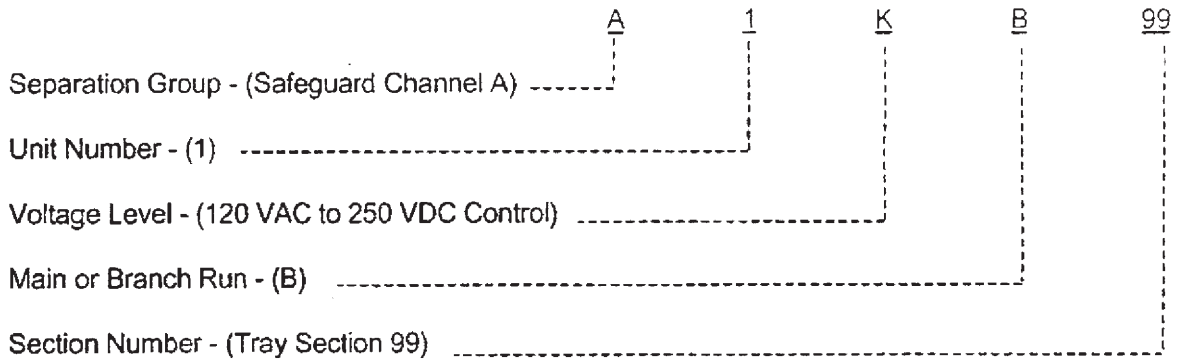 A 1 K B 99
Separation Group - (Safeguard Channel A)
Unit Number - (1)
Voltage Level - (120 VAC to 250 VDC Control)
Main or Branch Run - (B)
Section Number - (Tray Section 99)